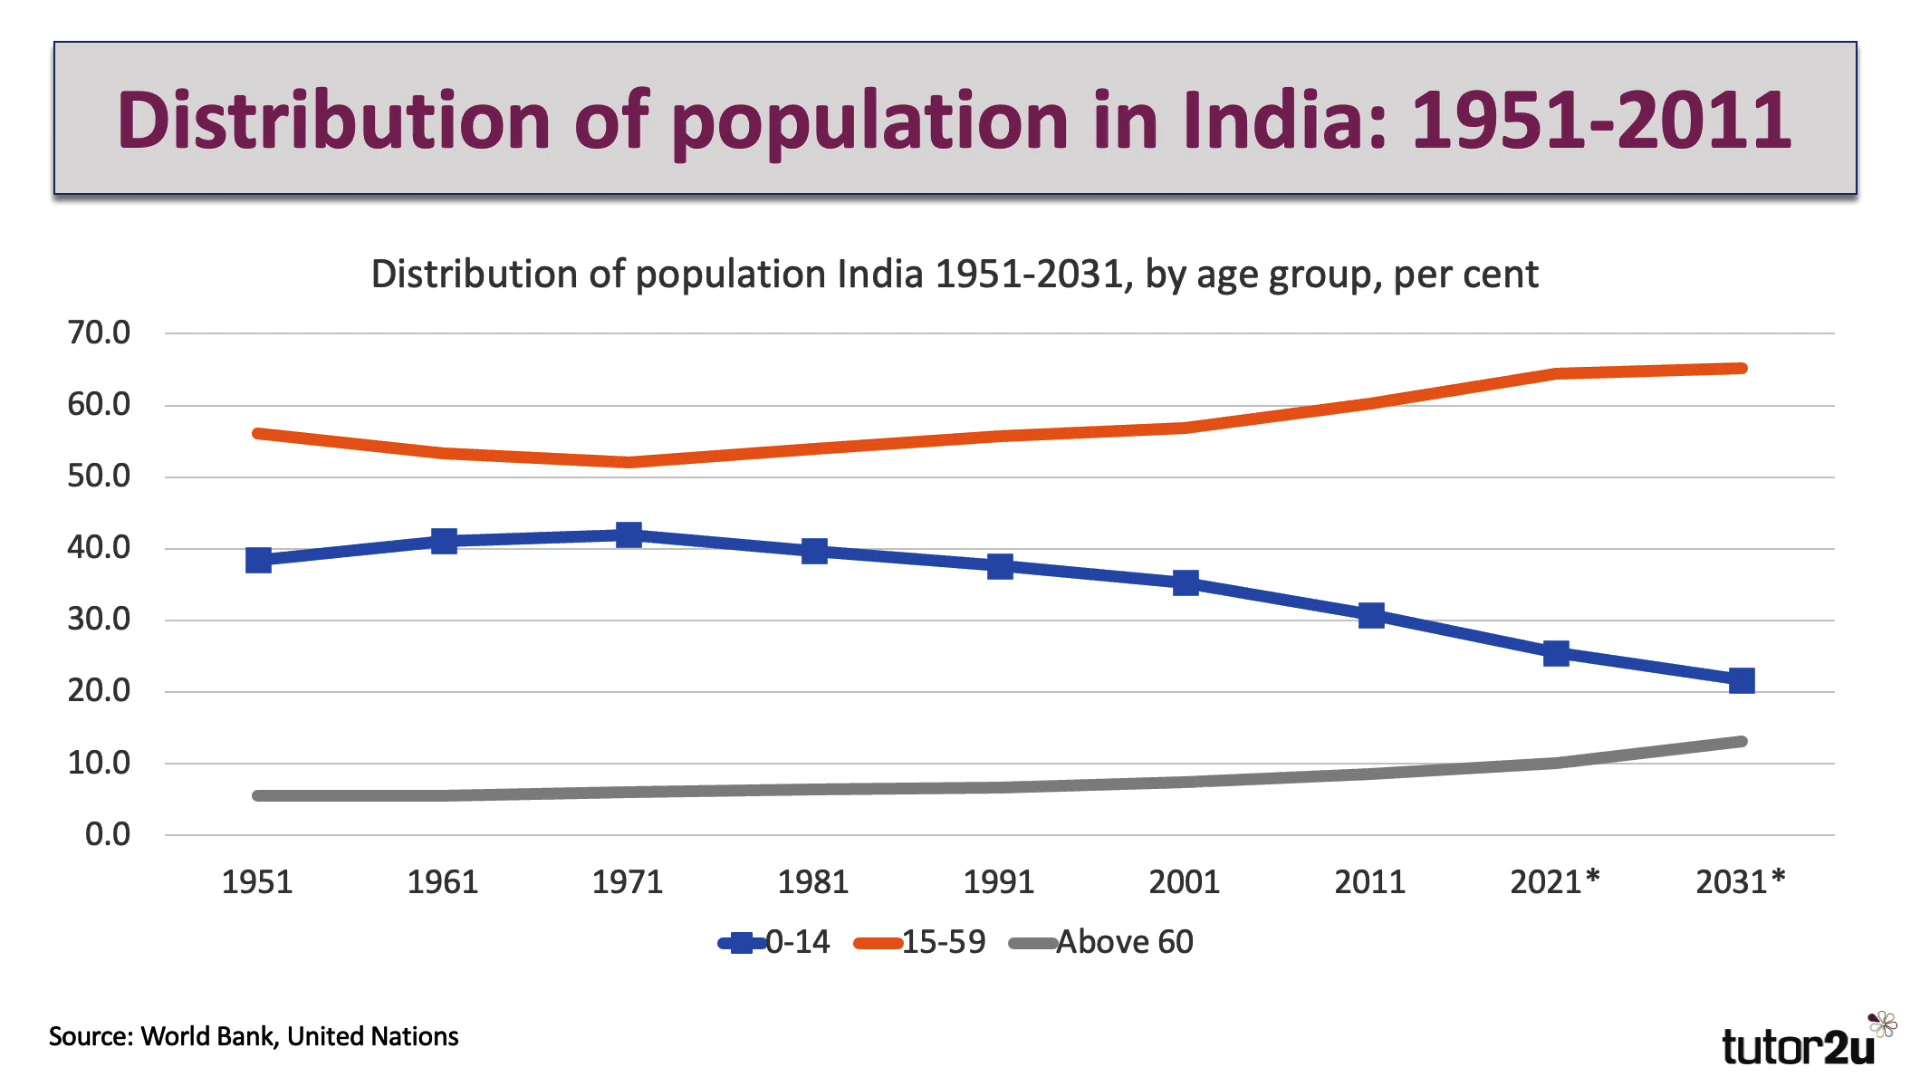 Distribution of population in India: 1951-2011
Distribution of population India 1951-2031, by age group, per cent
70.0
60.0
50.0
40.0
30.0
20.0
10.0
0.0
1951 1961 1971 1981 1991 2001 2011 2021* 2031*
0-14 15-59 Above 60
Source: World Bank, United Nations
tutor2u